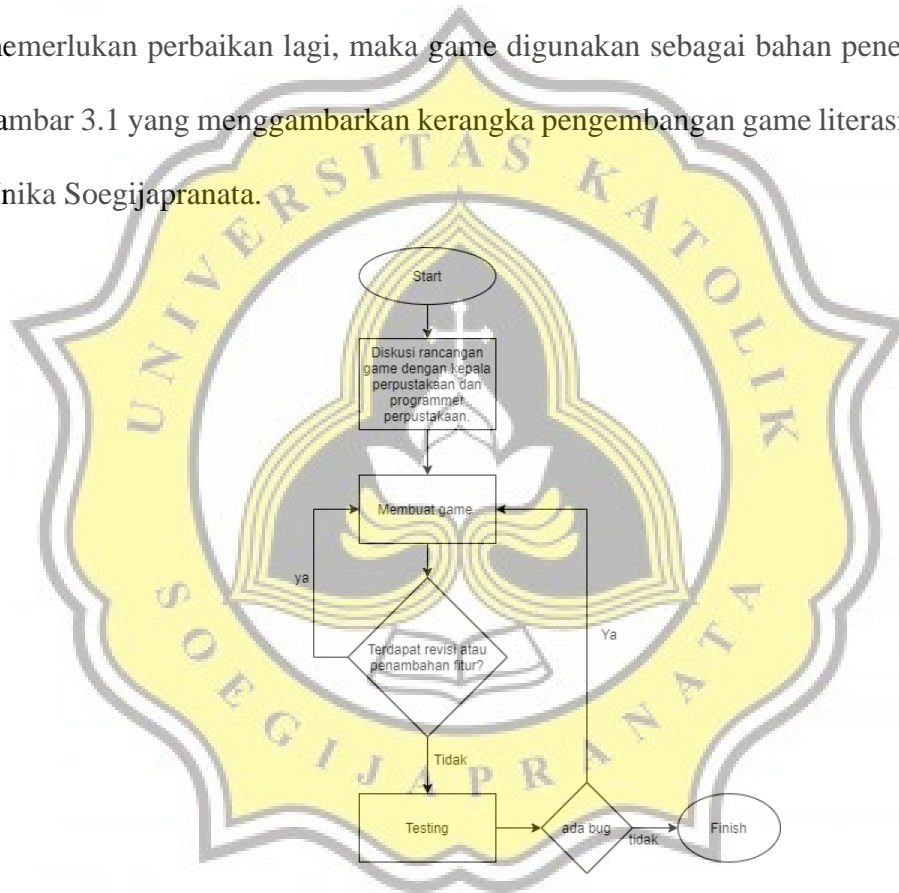 memerlukan perbaikan lagi, maka game digunakan sebagai bahan pene
ambar 3.1 yang menggambarkan kerangka pengembangan game literasi
nika Soegijapranata.
UNIVERSITAS KATOLIK
SOEGIJAPRANATA
Start
Diskusi rancangan
game dengan kepala
perpustakaan dan
programmer
perpustakaan.
Membuat game
ya
Terdapat revisi atau
penambahan fitur?
Ya
Tidak
Testing
ada bug
tidak
Finish